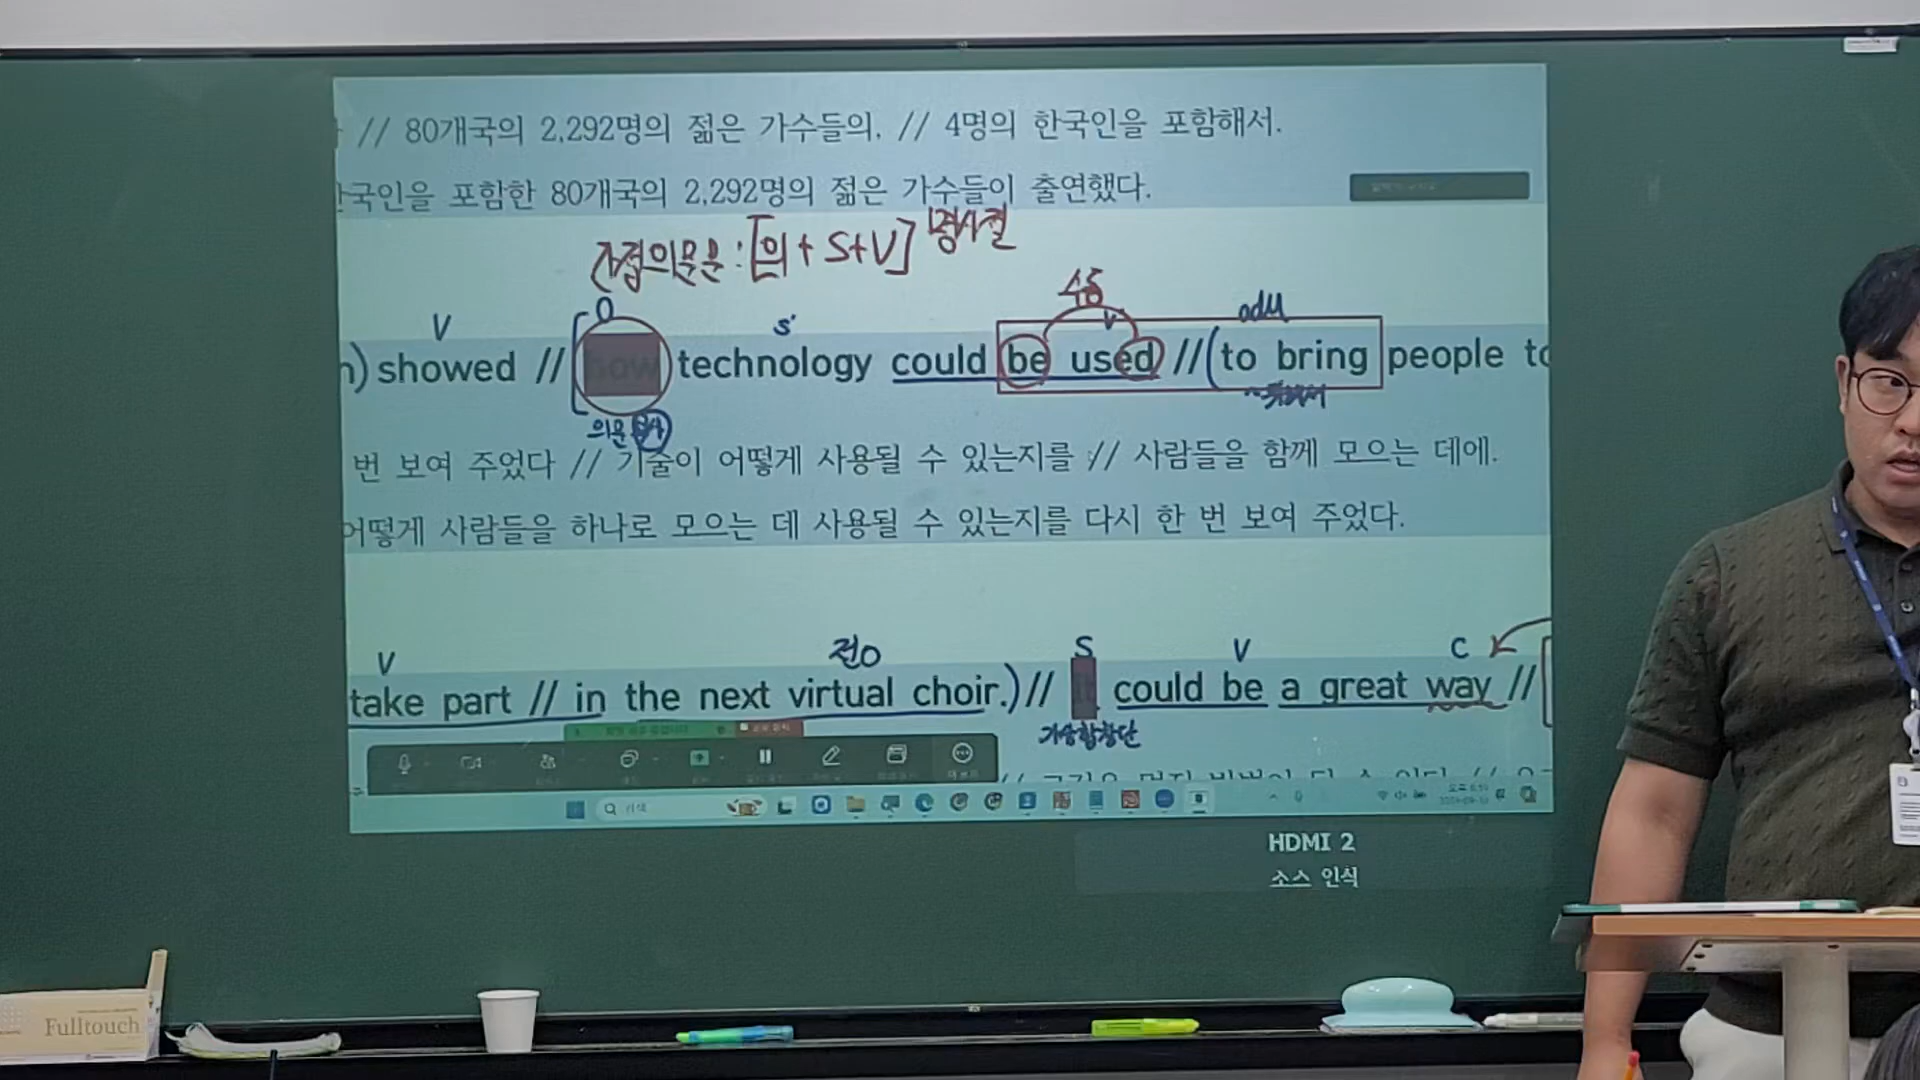 // 80개국의 2,292명의 젊은 가수들의, // 4명의 한국인을 포함해서.
한국인을 포함한 80개국의 2,292명의 젊은 가수들이 출연했다.
간접의문문 : [의 + S+V] 명사절
수동
V O s' v' adv
n) showed // [how technology could be used // (to bring people to
의문부사 ~위해서
번 보여 주었다 // 기술이 어떻게 사용될 수 있는지를 // 사람들을 함께 모으는 데에.
어떻게 사람들을 하나로 모으는 데 사용될 수 있는지를 다시 한 번 보여 주었다.
V 전O S V C
take part // in the next virtual choir.) // could be a great way //
가상합창단
검색
HDMI 2
소스 인식
Fulltouch